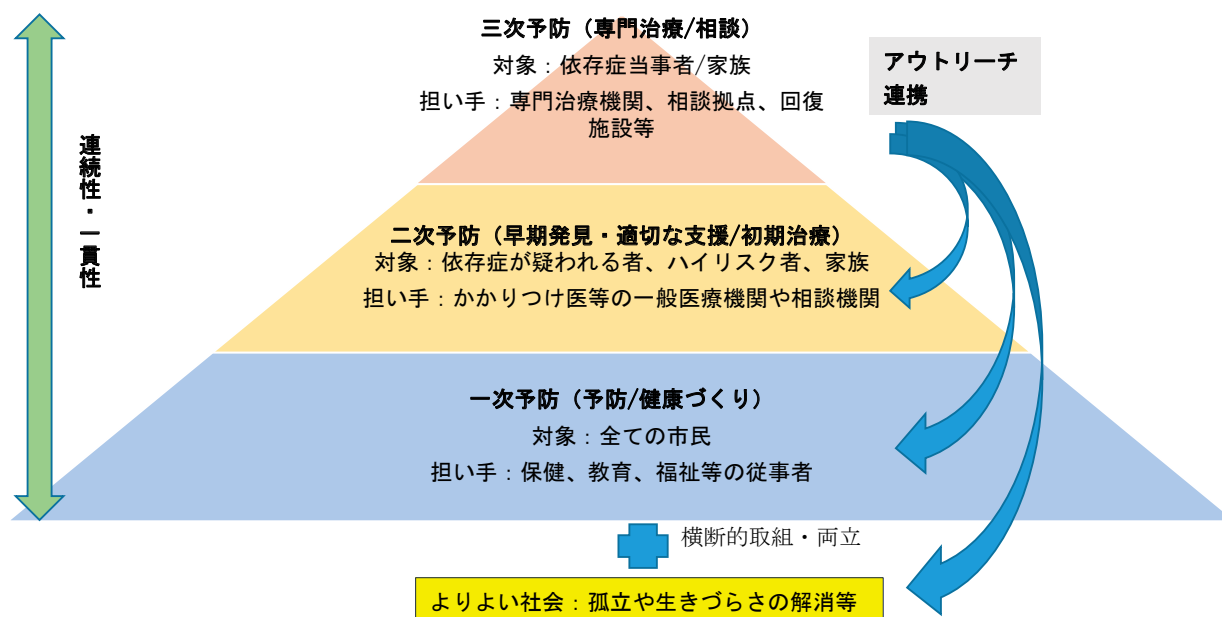 三次予防（専門治療/相談）
対象：依存症当事者/家族
担い手：専門治療機関、相談拠点、回復
施設等
アウトリーチ
連携
連続性・一貫性
二次予防（早期発見・適切な支援/初期治療）
対象：依存症が疑われる者、ハイリスク者、家族
担い手：かかりつけ医等の一般医療機関や相談機関
一次予防（予防/健康づくり）
対象：全ての市民
担い手：保健、教育、福祉等の従事者
横断的取組・両立
よりよい社会：孤立や生きづらさの解消等